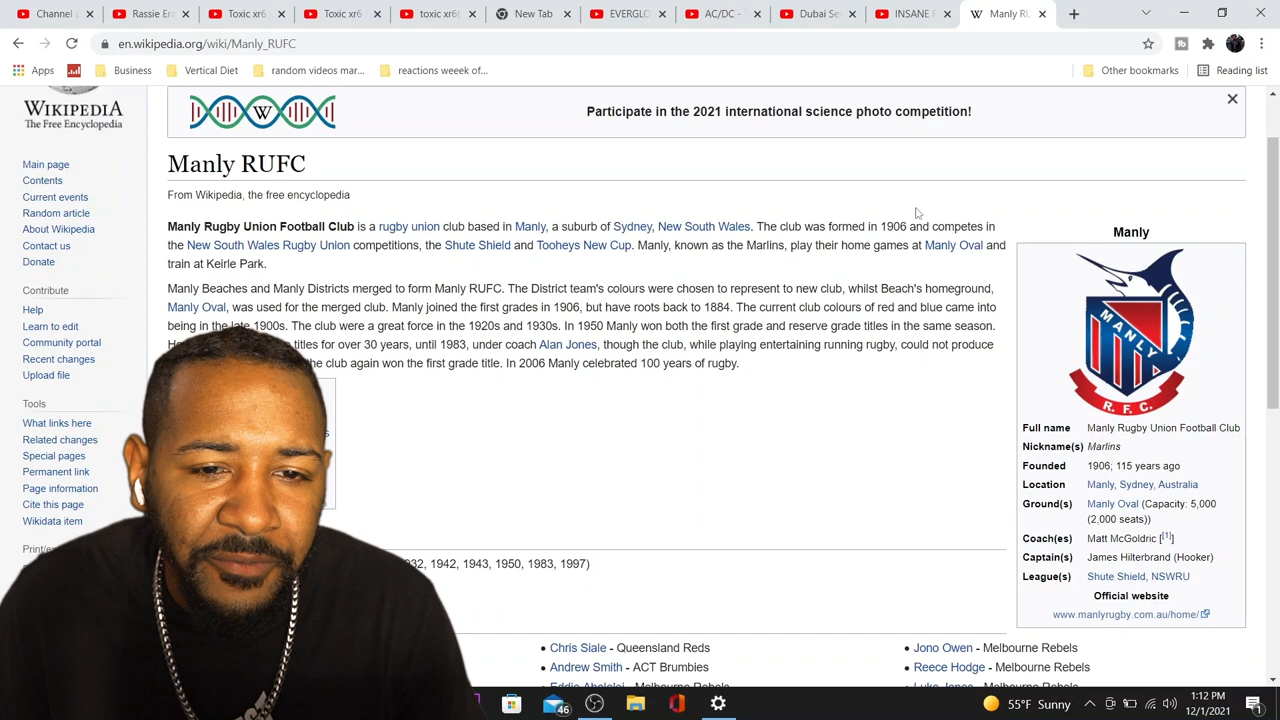 Channel
Rassie Er
Toxic xr6
Toxic xr
toxic xr6t
New Tab
EVERGLO
AC/DC -
Dubai Se
INSANE F
Manly RU
en.wikipedia.org/wiki/Manly_RUFC
Apps
Business
Vertical Diet
random videos mar...
reactions weeek of...
Other bookmarks
Reading list
WIKIPEDIA
The Free Encyclopedia
W
Participate in the 2021 international science photo competition!
Main page
Contents
Current events
Random article
About Wikipedia
Contact us
Donate
Contribute
Help
Learn to edit
Community portal
Recent changes
Upload file
Tools
What links here
Related changes
Special pages
Permanent link
Page information
Cite this page
Wikidata item
Manly RUFC
From Wikipedia, the free encyclopedia
Manly Rugby Union Football Club is a rugby union club based in Manly, a suburb of Sydney, New South Wales. The club was formed in 1906 and competes in
the New South Wales Rugby Union competitions, the Shute Shield and Tooheys New Cup. Manly, known as the Marlins, play their home games at Manly Oval and
train at Keirle Park.
Manly Beaches and Manly Districts merged to form Manly RUFC. The District team's colours were chosen to represent to new club, whilst Beach's homeground,
Manly Oval, was used for the merged club. Manly joined the first grades in 1906, but have roots back to 1884. The current club colours of red and blue came into
being in the late 1900s. The club were a great force in the 1920s and 1930s. In 1950 Manly won both the first grade and reserve grade titles in the same season.
titles for over 30 years, until 1983, under coach Alan Jones, though the club, while playing entertaining running rugby, could not produce
the club again won the first grade title. In 2006 Manly celebrated 100 years of rugby.
1942, 1943, 1950, 1983, 1997)
Chris Siale - Queensland Reds
Andrew Smith - ACT Brumbies
Jono Owen - Melbourne Rebels
Reece Hodge - Melbourne Rebels
Manly
MANLY
R.F.C.
Full name Manly Rugby Union Football Club
Nickname(s) Marlins
Founded 1906; 115 years ago
Location Manly, Sydney, Australia
Ground(s) Manly Oval (Capacity: 5,000
(2,000 seats))
Coach(es) Matt McGoldric [[1]]
Captain(s) James Hilterbrand (Hooker)
League(s) Shute Shield, NSWRU
Official website
www.manlyrugby.com.au/home/
46
55°F Sunny
1:12 PM
12/1/2021
1